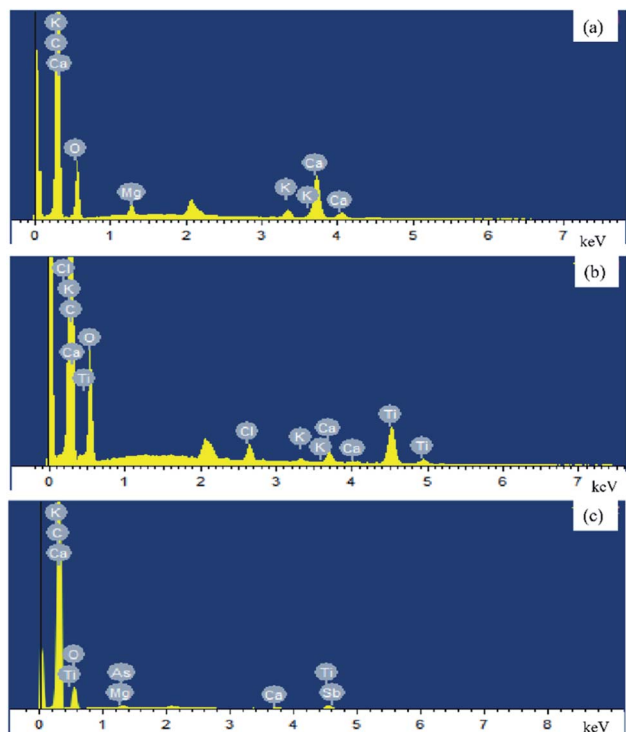 (a)
K
C
Ca
O
Mg
K
K
Ca
Ca
0 1 2 3 4 5 6 7
keV
(b)
Cl
K
C
Ca
Ti
O
Cl
K
K
Ca
Ca
Ti
Ti
0 1 2 3 4 5 6 7
keV
(c)
K
C
Ca
O
Ti
As
Mg
Ca
Ti
Sb
0 1 2 3 4 5 6 7 8
keV